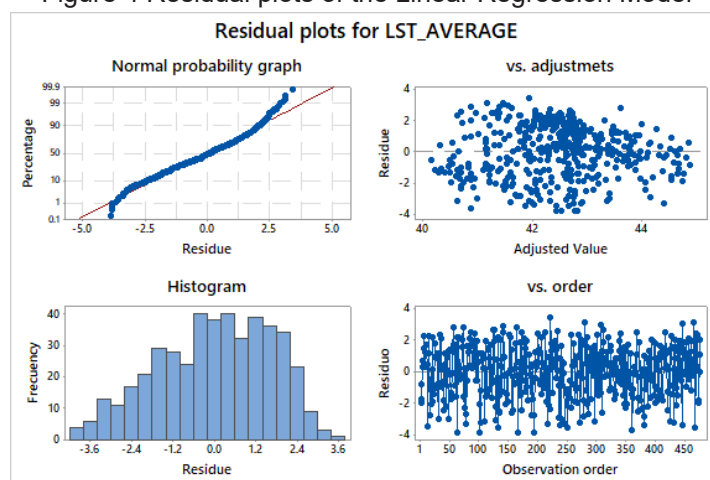 Residual plots for LST_AVERAGE
Normal probability graph
99.9
99
90
50
10
1
0.1
Percentage
-5.0 -2.5 0.0 2.5 5.0
Residue
vs. adjustmets
4
2
0
-2
-4
Residue
40 42 44
Adjusted Value
Histogram
40
30
20
10
0
Frecuency
-3.6 -2.4 -1.2 0.0 1.2 2.4 3.6
Residue
vs. order
4
2
0
-2
-4
Residuo
1 50 100 150 200 250 300 350 400 450
Observation order